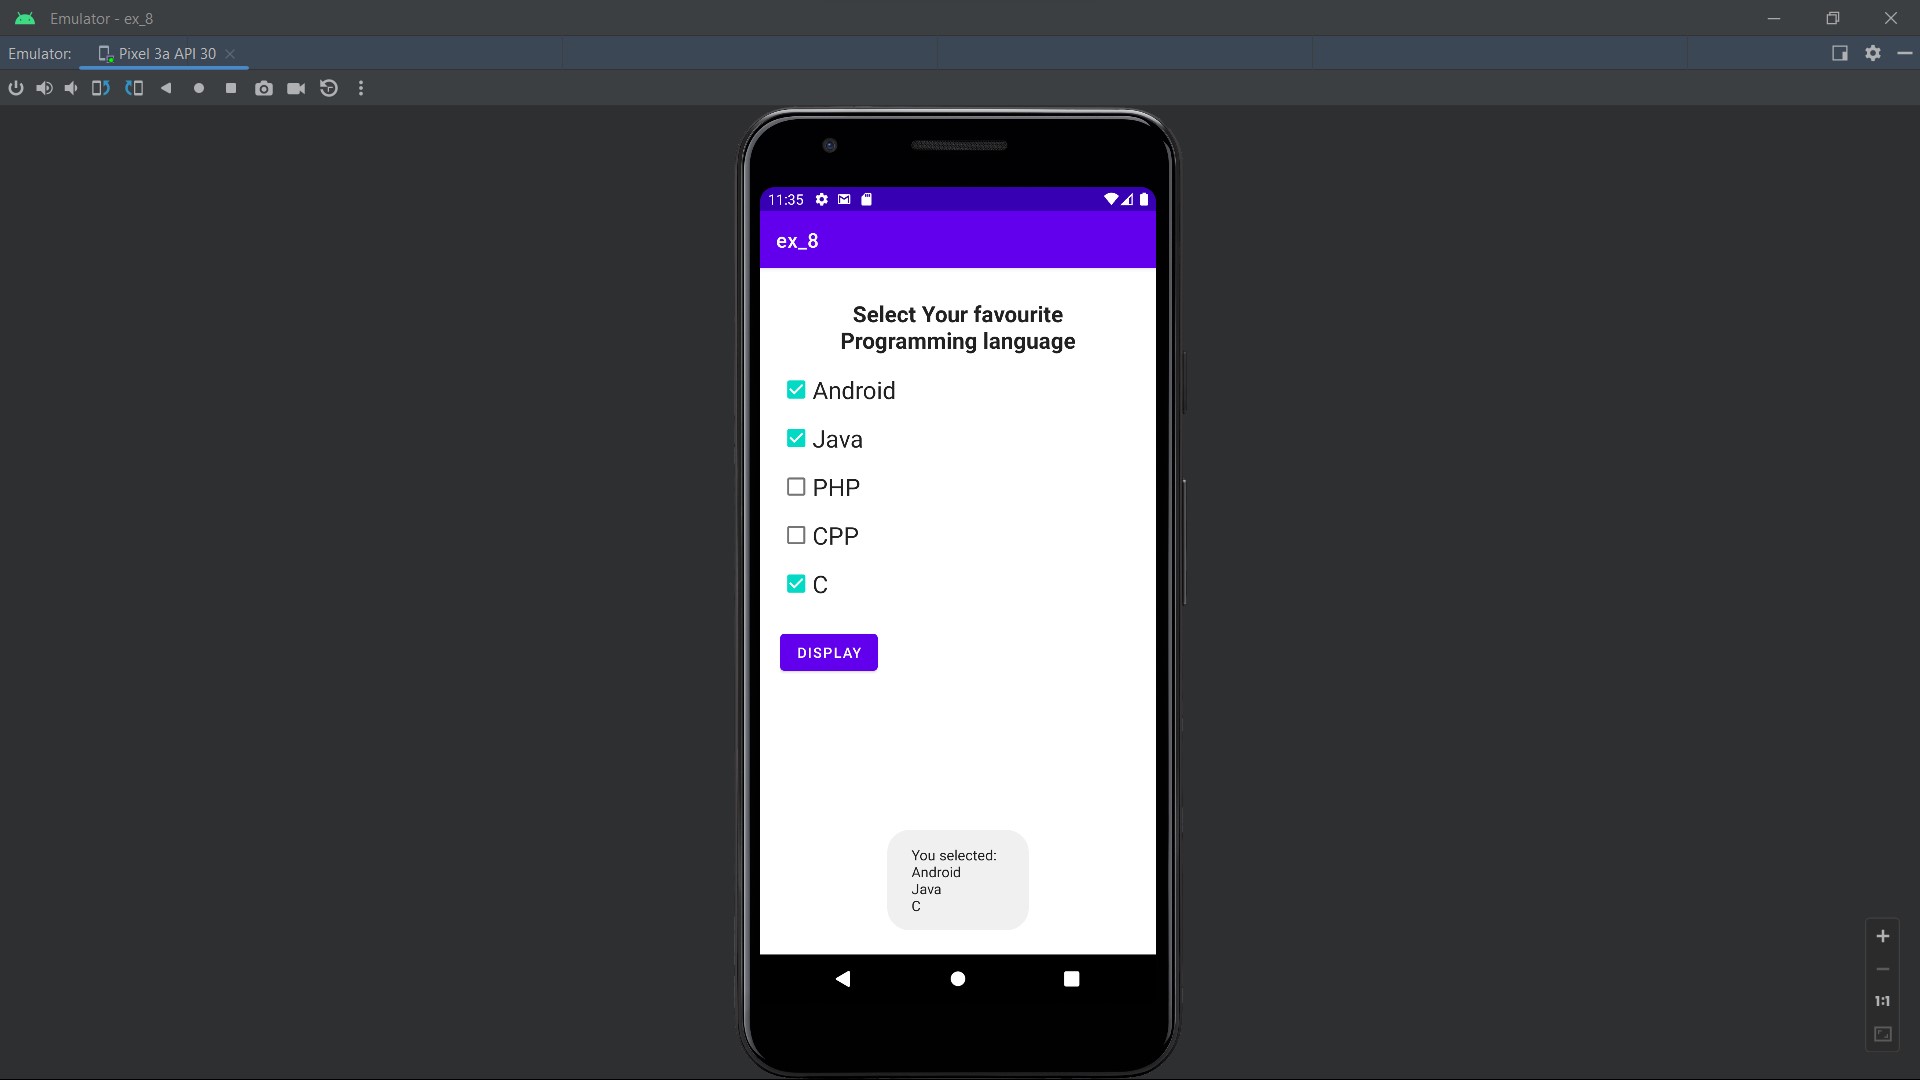 Emulator - ex_8
Emulator: Pixel 3a API 30
11:35
ex_8
Select Your favourite
Programming language
Android
Java
PHP
CPP
C
DISPLAY
You selected:
Android
Java
C
1:1